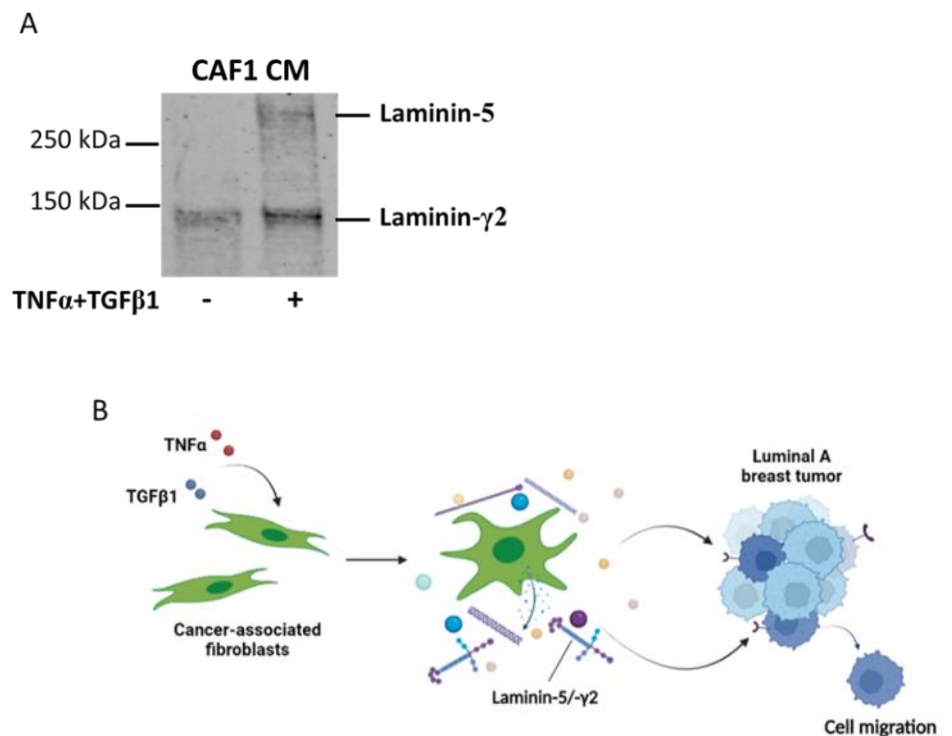 A
CAF1 CM
Laminin-5
250 kDa
150 kDa
Laminin-γ2
TNFα+TGFβ1 - +
B
TNFα
TGFβ1
Luminal A
breast tumor
Cancer-associated
fibroblasts
Laminin-5/-γ2
Cell migration